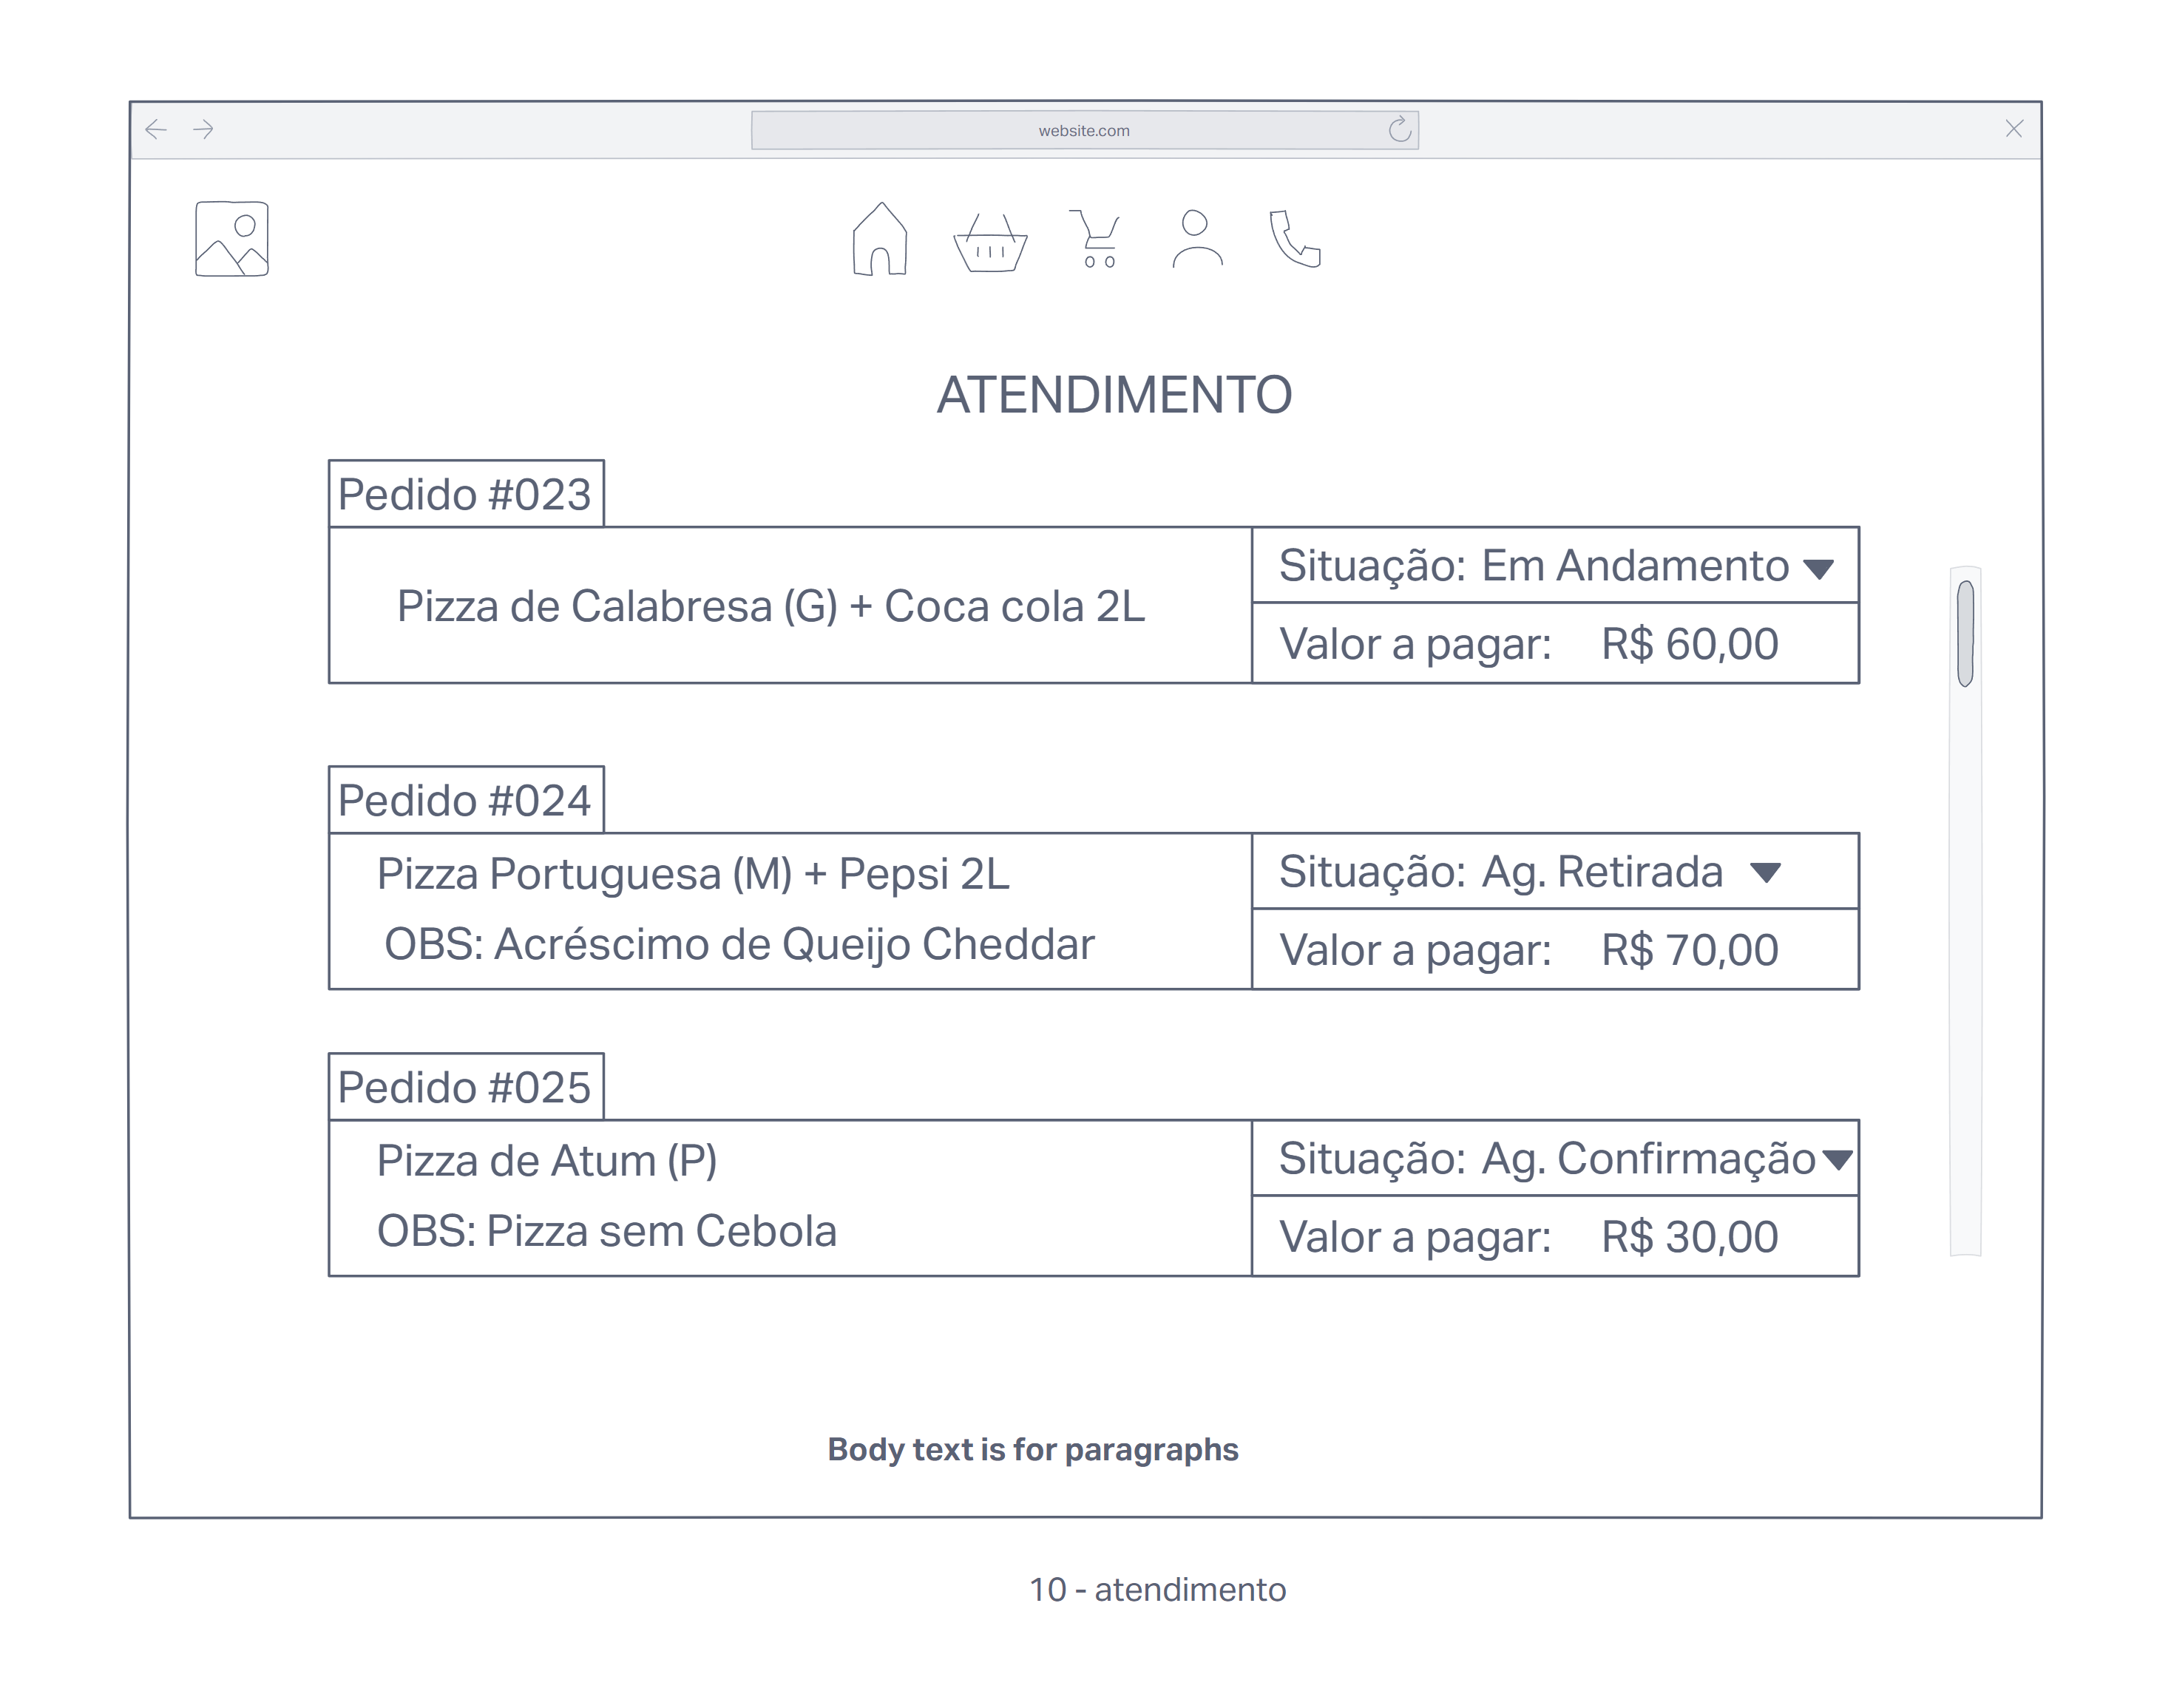 website.com
ATENDIMENTO
Pedido #023
Pizza de Calabresa (G) + Coca cola 2L
Situação: Em Andamento
Valor a pagar: R$ 60,00
Pedido #024
Pizza Portuguesa (M) + Pepsi 2L
OBS: Acréscimo de Queijo Cheddar
Situação: Ag. Retirada
Valor a pagar: R$ 70,00
Pedido #025
Pizza de Atum (P)
OBS: Pizza sem Cebola
Situação: Ag. Confirmação
Valor a pagar: R$ 30,00
Body text is for paragraphs
10 - atendimento